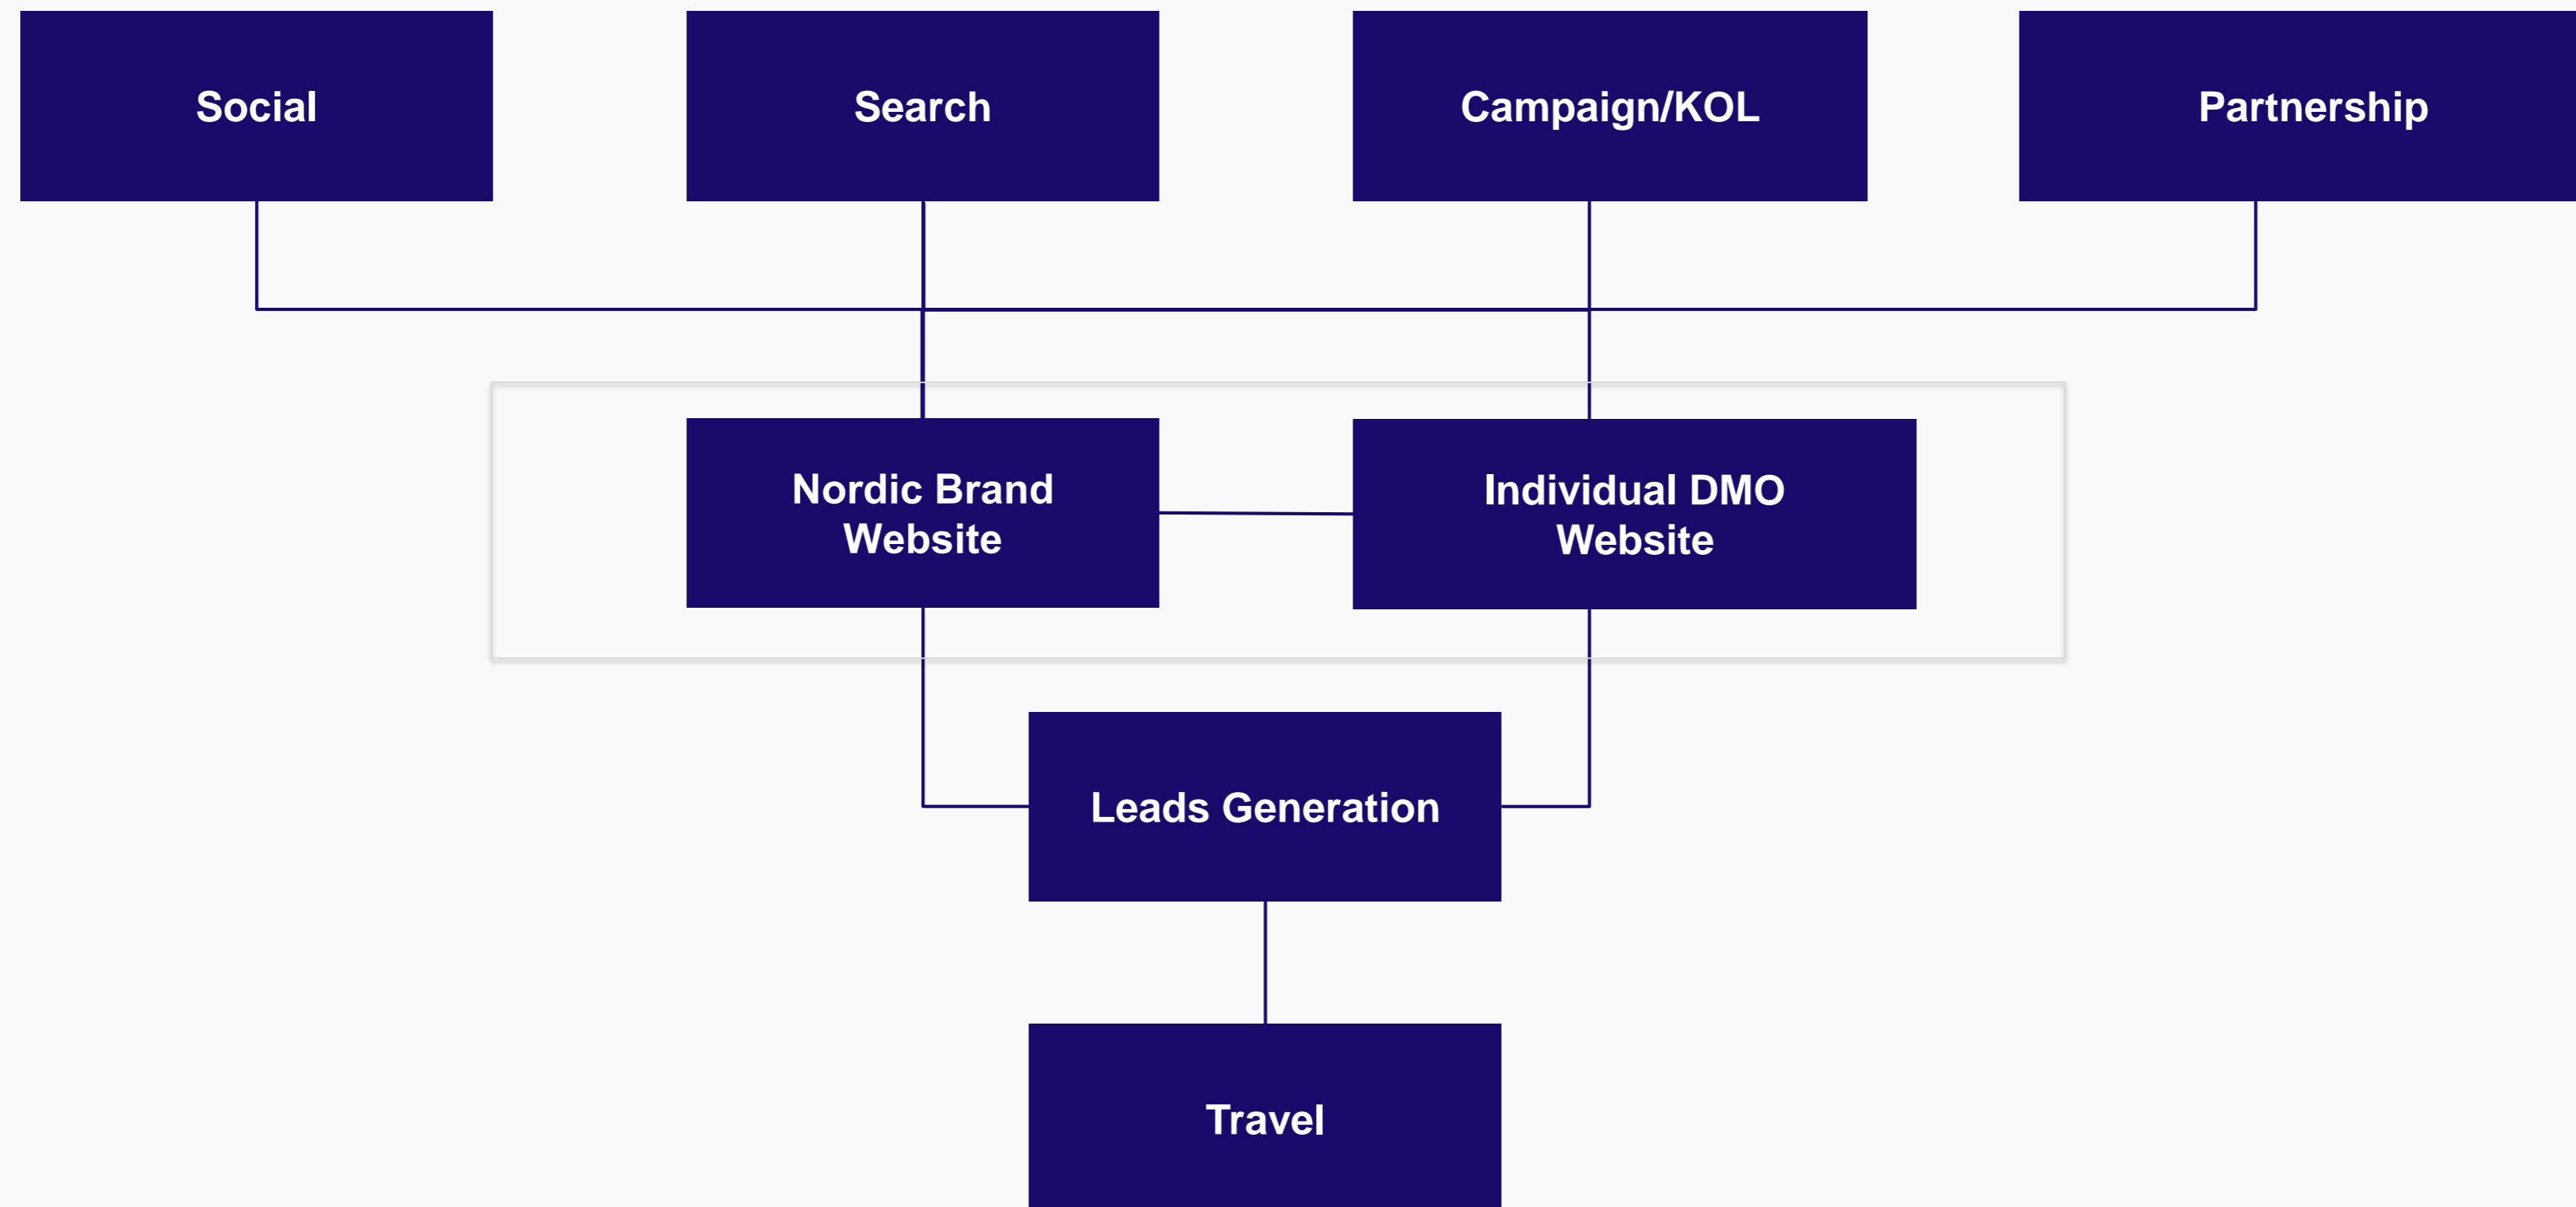 Social
Search
Campaign/KOL
Partnership
Nordic Brand
Website
Individual DMO
Website
Leads Generation
Travel